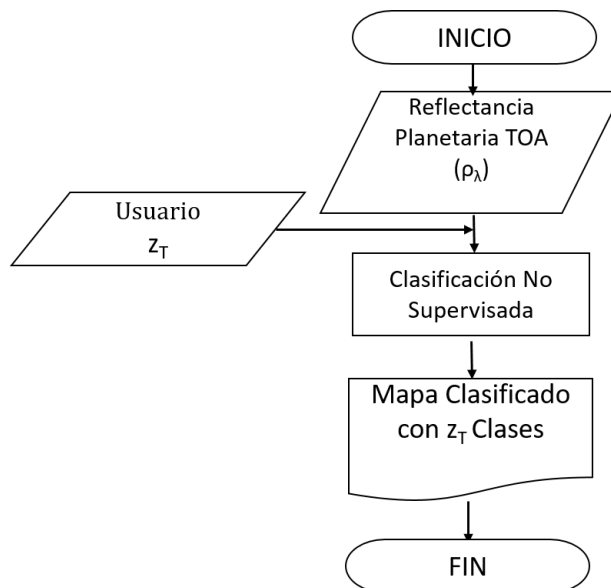 INICIO
Reflectancia
Planetaria TOA
(ρλ)
Usuario
zT
Clasificación No
Supervisada
Mapa Clasificado
con zT Clases
FIN